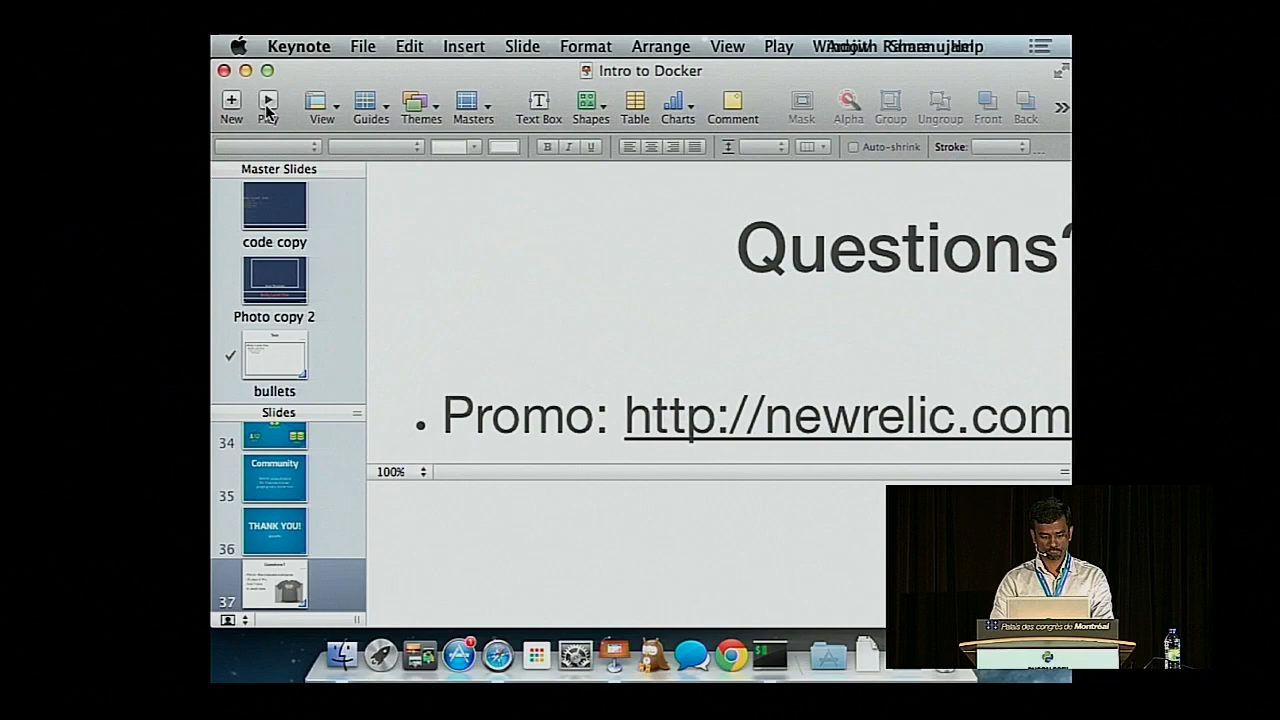 Keynote File Edit Insert Slide Format Arrange View Play Help
Intro to Docker
New Play View Guides Themes Masters Text Box Shapes Table Charts Comment Mask Alpha Group Ungroup Front Back
B I U Auto-shrink Stroke:
Master Slides
code copy
Photo copy 2
bullets
Slides
34
Community
35
THANK YOU!
36
Questions?
37
Questions?
• Promo: http://newrelic.com
100%
1
$
Palais des congrès de Montréal